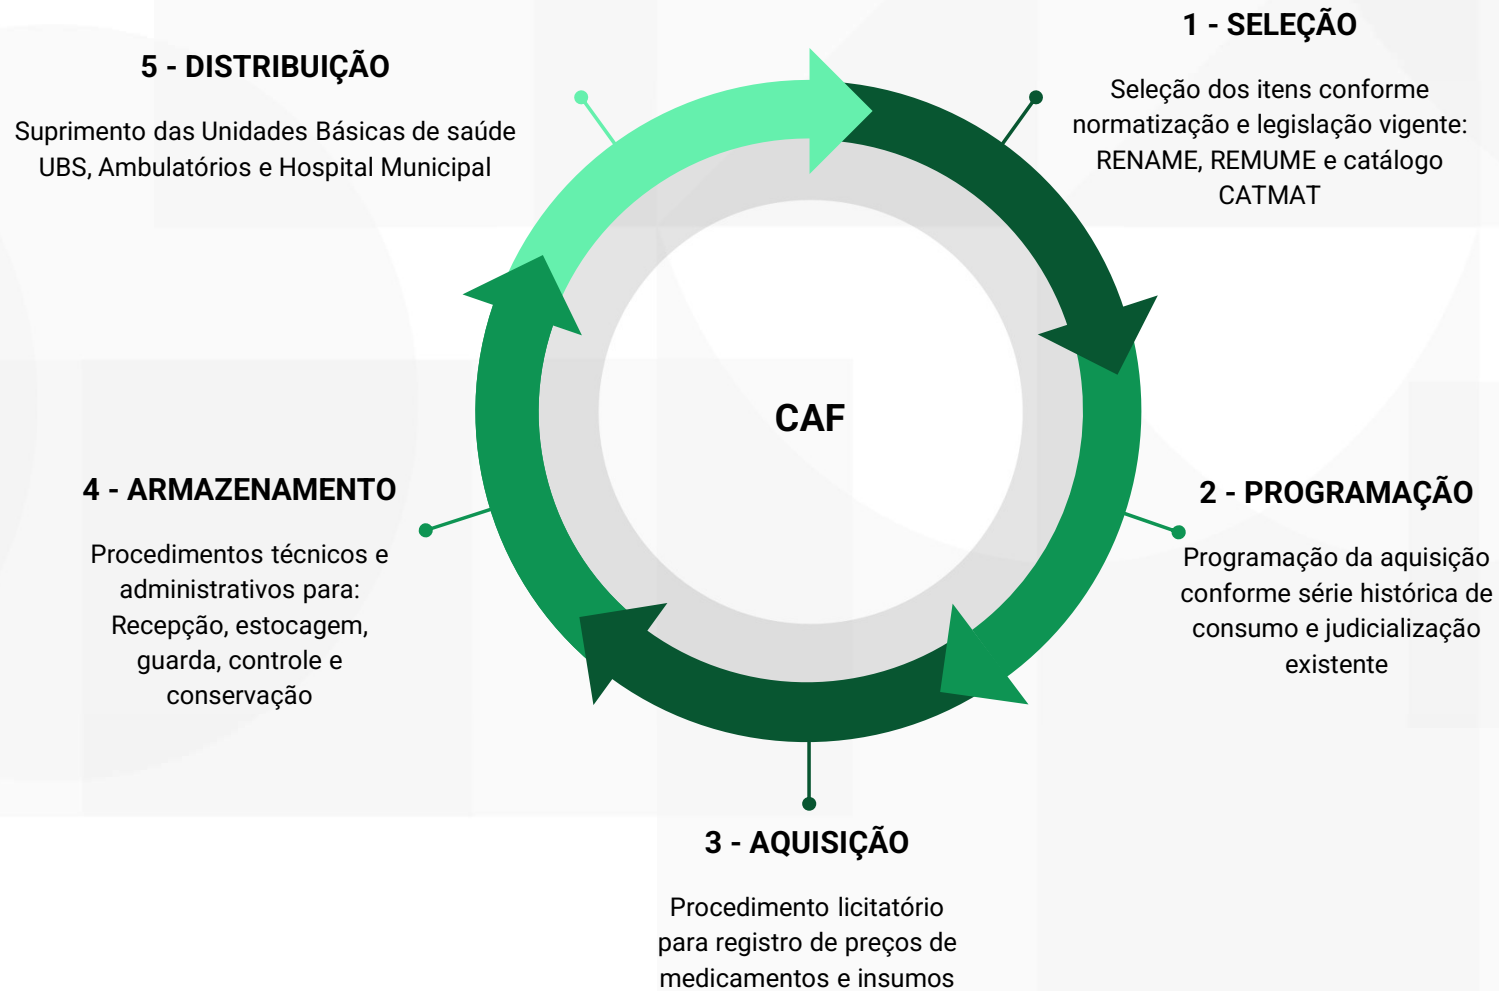 1 - SELEÇÃO
Seleção dos itens conforme
normatização e legislação vigente:
RENAME, REMUME e catálogo
CATMAT
2 - PROGRAMAÇÃO
Programação da aquisição
conforme série histórica de
consumo e judicialização
existente
3 - AQUISIÇÃO
Procedimento licitatório
para registro de preços de
medicamentos e insumos
4 - ARMAZENAMENTO
Procedimentos técnicos e
administrativos para:
Recepção, estocagem,
guarda, controle e
conservação
5 - DISTRIBUIÇÃO
Suprimento das Unidades Básicas de saúde
UBS, Ambulatórios e Hospital Municipal
CAF